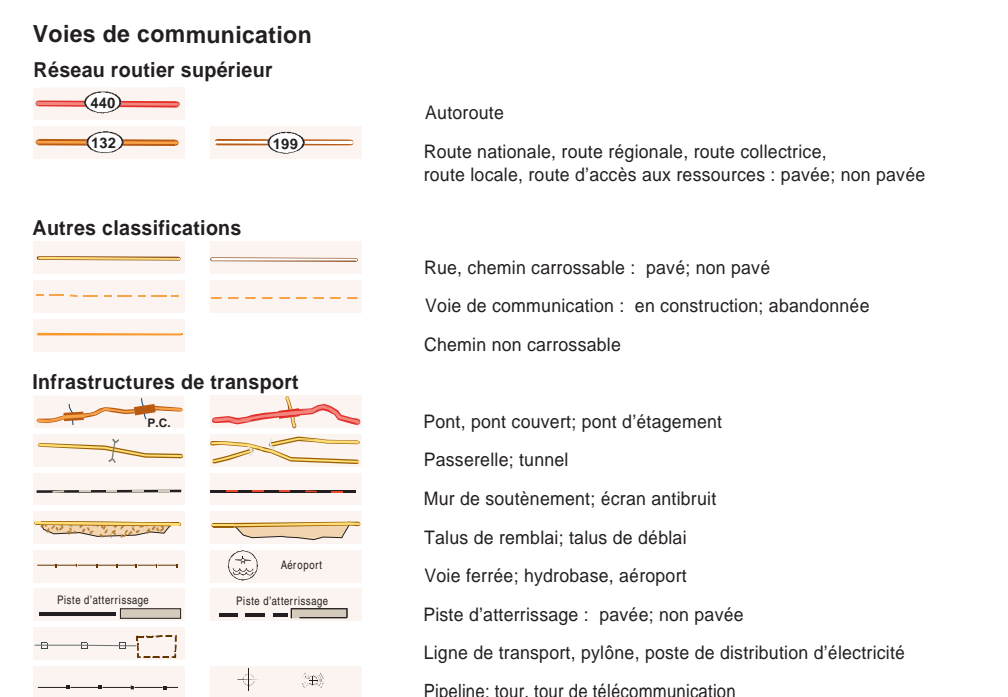 Voies de communication
Réseau routier supérieur
440
Autoroute
132 199
Route nationale, route régionale, route collectrice,
route locale, route d'accès aux ressources : pavée; non pavée
Autres classifications
Rue, chemin carrossable : pavé; non pavé
Voie de communication : en construction; abandonnée
Chemin non carrossable
Infrastructures de transport
P.C.
Pont, pont couvert; pont d'étagement
Passerelle; tunnel
Mur de soutènement; écran antibruit
Talus de remblai; talus de déblai
Aéroport
Voie ferrée; hydrobase, aéroport
Piste d'atterrissage Piste d'atterrissage
Piste d'atterrissage : pavée; non pavée
Ligne de transport, pylône, poste de distribution d'électricité
Pipeline; tour, tour de télécommunication